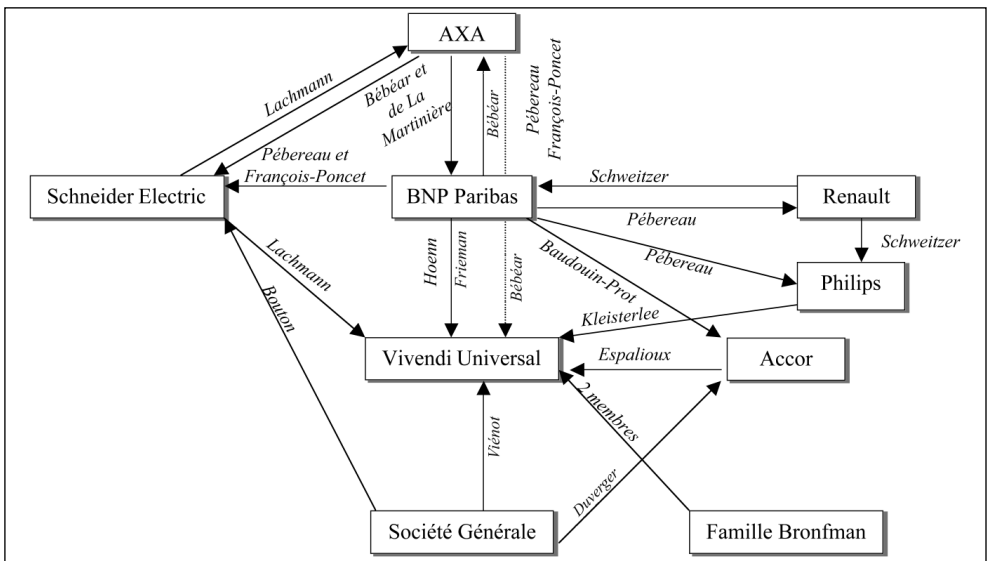 AXA
Lachmann
Bébéar et
de La
Martinière
Bébéar
Pébereau
François-Poncet
Pébereau et
François-Poncet
Schweitzer
Schneider Electric
BNP Paribas
Renault
Pébereau
Schweitzer
Lachmann
Hoenn
Frieman
Bébéar
Baudouin-Prot
Pébereau
Philips
Bouton
Kleisterlee
Vivendi Universal
Espalioux
Accor
2 membres
Viénot
Duverger
Société Générale
Famille Bronfman